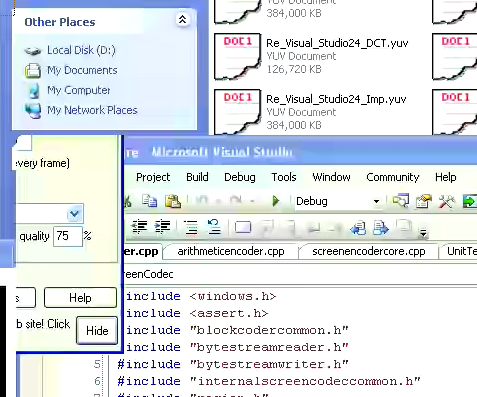 Other Places
Local Disk (D:)
My Documents
My Computer
My Network Places
384,000 KB
DOC1
Re_Visual_Studio24_DCT.yuv
YUV Document
126,720 KB
DOC1
DOC1
Re_Visual_Studio24_Imp.yuv
YUV Document
384,000 KB
DOC1
every frame)
quality 75 %
s Help
b site! Click Hide
re Microsoft Visual Studio
Project Build Debug Tools Window Community Help
Debug
er.cpp arithmeticencoder.cpp screenencodercore.cpp UnitTe
reenCodec
#include <windows.h>
#include <assert.h>
#include "blockcodercommon.h"
#include "bytestreamreader.h"
5 #include "bytestreamwriter.h"
6 #include "internalscreencodeccommon.h"
7 #include "region.h"